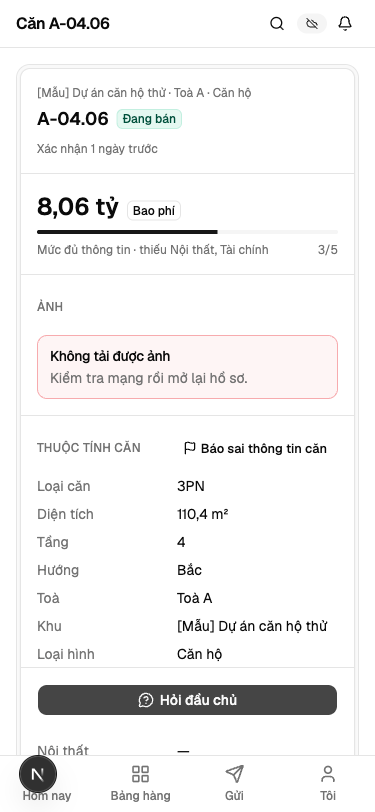 Căn A-04.06
[Mẫu] Dự án căn hộ thử · Toà A · Căn hộ
A-04.06 Đang bán
Xác nhận 1 ngày trước
8,06 tỷ Bao phí
Mức đủ thông tin · thiếu Nội thất, Tài chính 3/5
ẢNH
Không tải được ảnh
Kiểm tra mạng rồi mở lại hồ sơ.
THUỘC TÍNH CĂN Báo sai thông tin căn
Loại căn 3PN
Diện tích 110,4 m²
Tầng 4
Hướng Bắc
Toà Toà A
Khu [Mẫu] Dự án căn hộ thử
Loại hình Căn hộ
Hỏi đầu chủ
Nội thất —
N
Hôm nay Bảng hàng Gửi Tôi